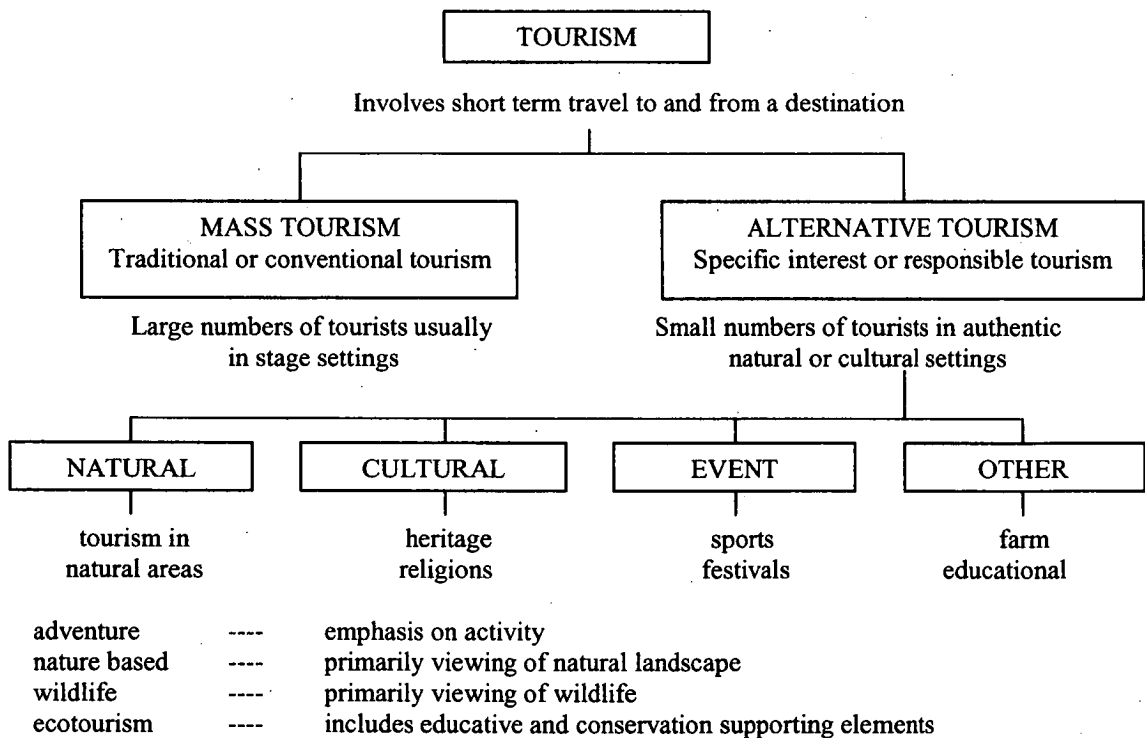 TOURISM
Involves short term travel to and from a destination
MASS TOURISM
Traditional or conventional tourism
ALTERNATIVE TOURISM
Specific interest or responsible tourism
Large numbers of tourists usually
in stage settings
Small numbers of tourists in authentic
natural or cultural settings
NATURAL
CULTURAL
EVENT
OTHER
tourism in
natural areas
heritage
religions
sports
festivals
farm
educational
adventure ---- emphasis on activity
nature based ---- primarily viewing of natural landscape
wildlife ---- primarily viewing of wildlife
ecotourism ---- includes educative and conservation supporting elements